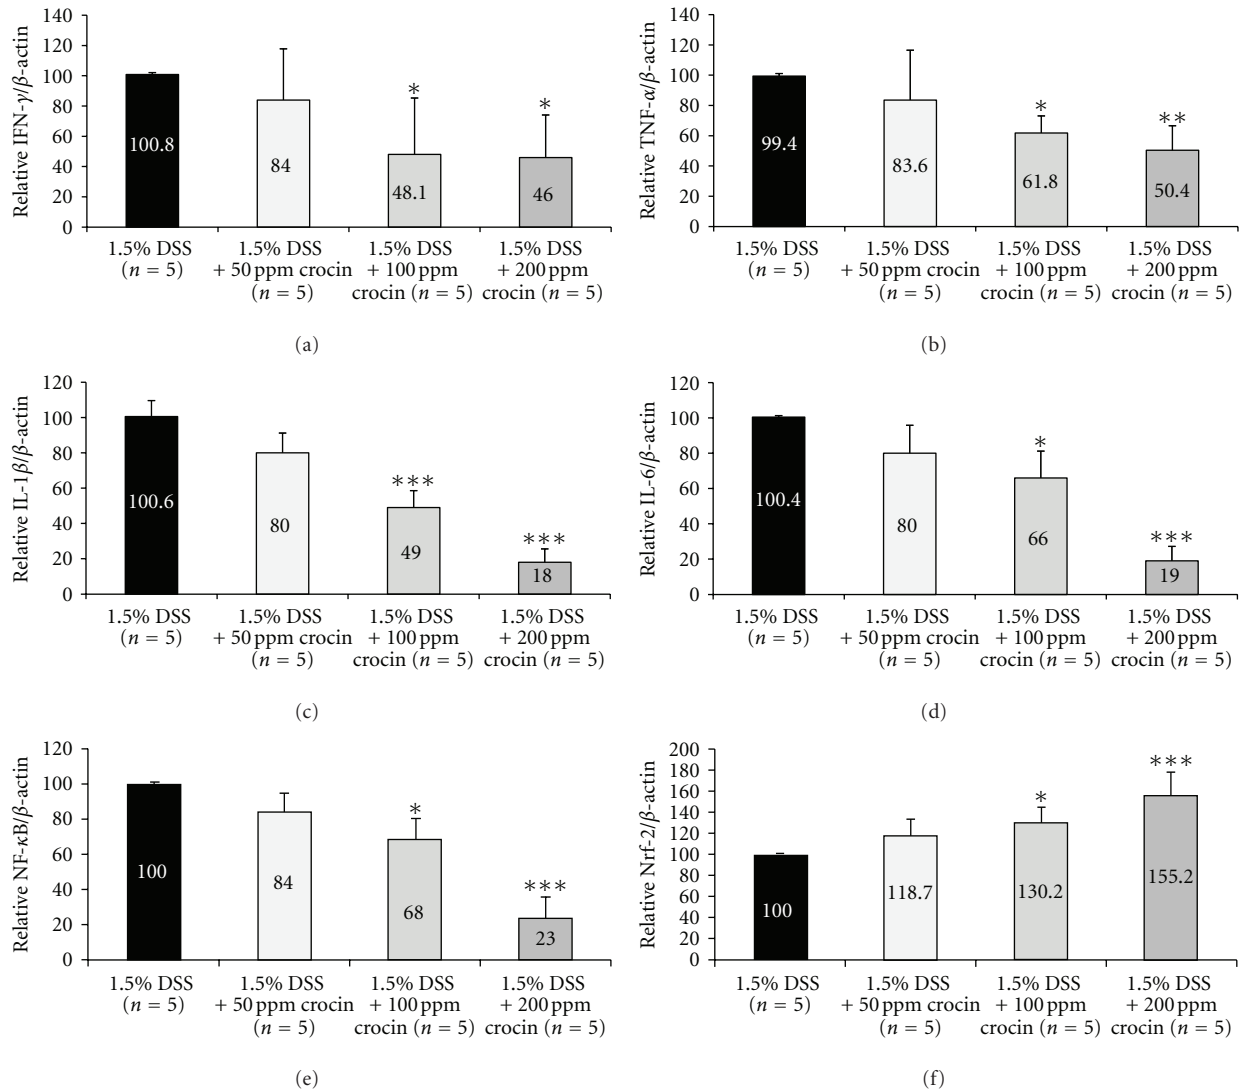 Relative IFN-γ/β-actin
140
120
100
80
60
40
20
0
100.8
84
*
48.1
*
46
1.5% DSS
(n = 5)
1.5% DSS
+ 50 ppm crocin
(n = 5)
1.5% DSS
+ 100 ppm
crocin (n = 5)
1.5% DSS
+ 200 ppm
crocin (n = 5)
(a)
Relative TNF-α/β-actin
140
120
100
80
60
40
20
0
99.4
83.6
*
61.8
**
50.4
1.5% DSS
(n = 5)
1.5% DSS
+ 50 ppm crocin
(n = 5)
1.5% DSS
+ 100 ppm
crocin (n = 5)
1.5% DSS
+ 200 ppm
crocin (n = 5)
(b)
Relative IL-1β/β-actin
120
100
80
60
40
20
0
100.6
80
***
49
***
18
1.5% DSS
(n = 5)
1.5% DSS
+ 50 ppm crocin
(n = 5)
1.5% DSS
+ 100 ppm
crocin (n = 5)
1.5% DSS
+ 200 ppm
crocin (n = 5)
(c)
Relative IL-6/β-actin
120
100
80
60
40
20
0
100.4
80
*
66
***
19
1.5% DSS
(n = 5)
1.5% DSS
+ 50 ppm crocin
(n = 5)
1.5% DSS
+ 100 ppm
crocin (n = 5)
1.5% DSS
+ 200 ppm
crocin (n = 5)
(d)
Relative NF-κB/β-actin
120
100
80
60
40
20
0
100
84
*
68
***
23
1.5% DSS
(n = 5)
1.5% DSS
+ 50 ppm crocin
(n = 5)
1.5% DSS
+ 100 ppm
crocin (n = 5)
1.5% DSS
+ 200 ppm
crocin (n = 5)
(e)
Relative Nrf-2/β-actin
200
180
160
140
120
100
80
60
40
20
0
100
118.7
*
130.2
***
155.2
1.5% DSS
(n = 5)
1.5% DSS
+ 50 ppm crocin
(n = 5)
1.5% DSS
+ 100 ppm
crocin (n = 5)
1.5% DSS
+ 200 ppm
crocin (n = 5)
(f)